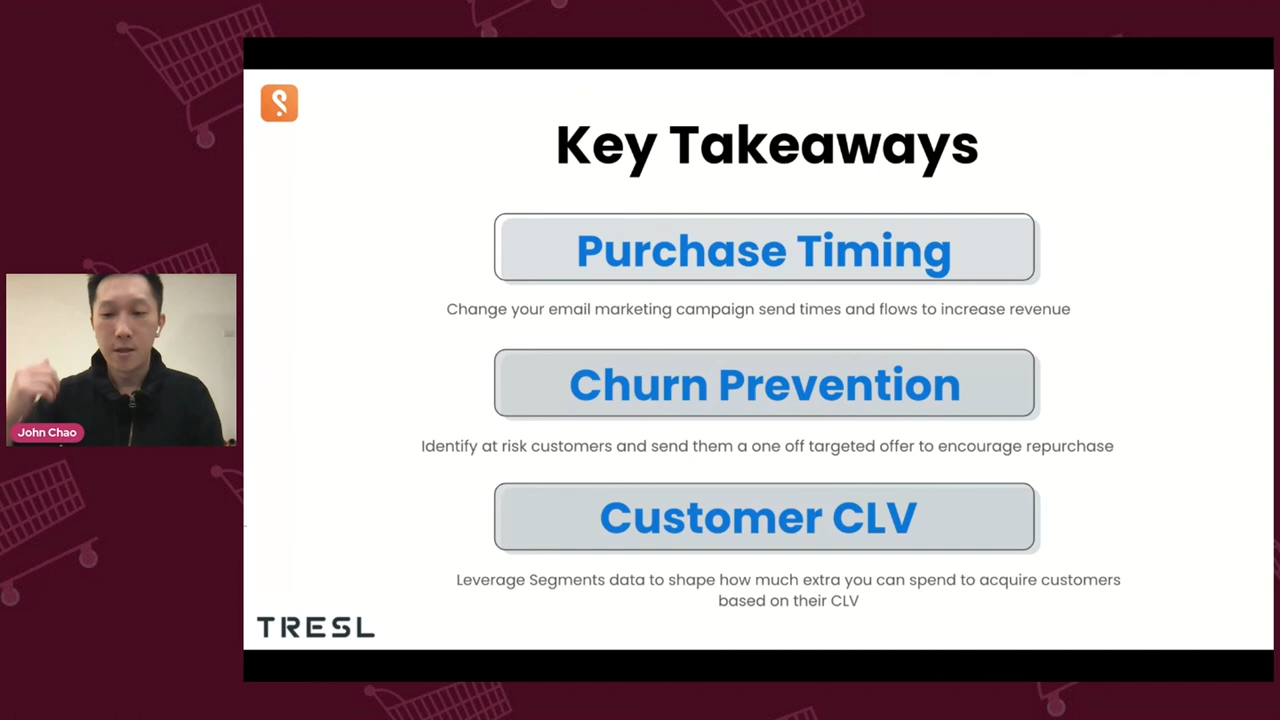 Key Takeaways
Purchase Timing
Change your email marketing campaign send times and flows to increase revenue
Churn Prevention
Identify at risk customers and send them a one off targeted offer to encourage repurchase
Customer CLV
Leverage Segments data to shape how much extra you can spend to acquire customers
based on their CLV
TRESL
John Chao